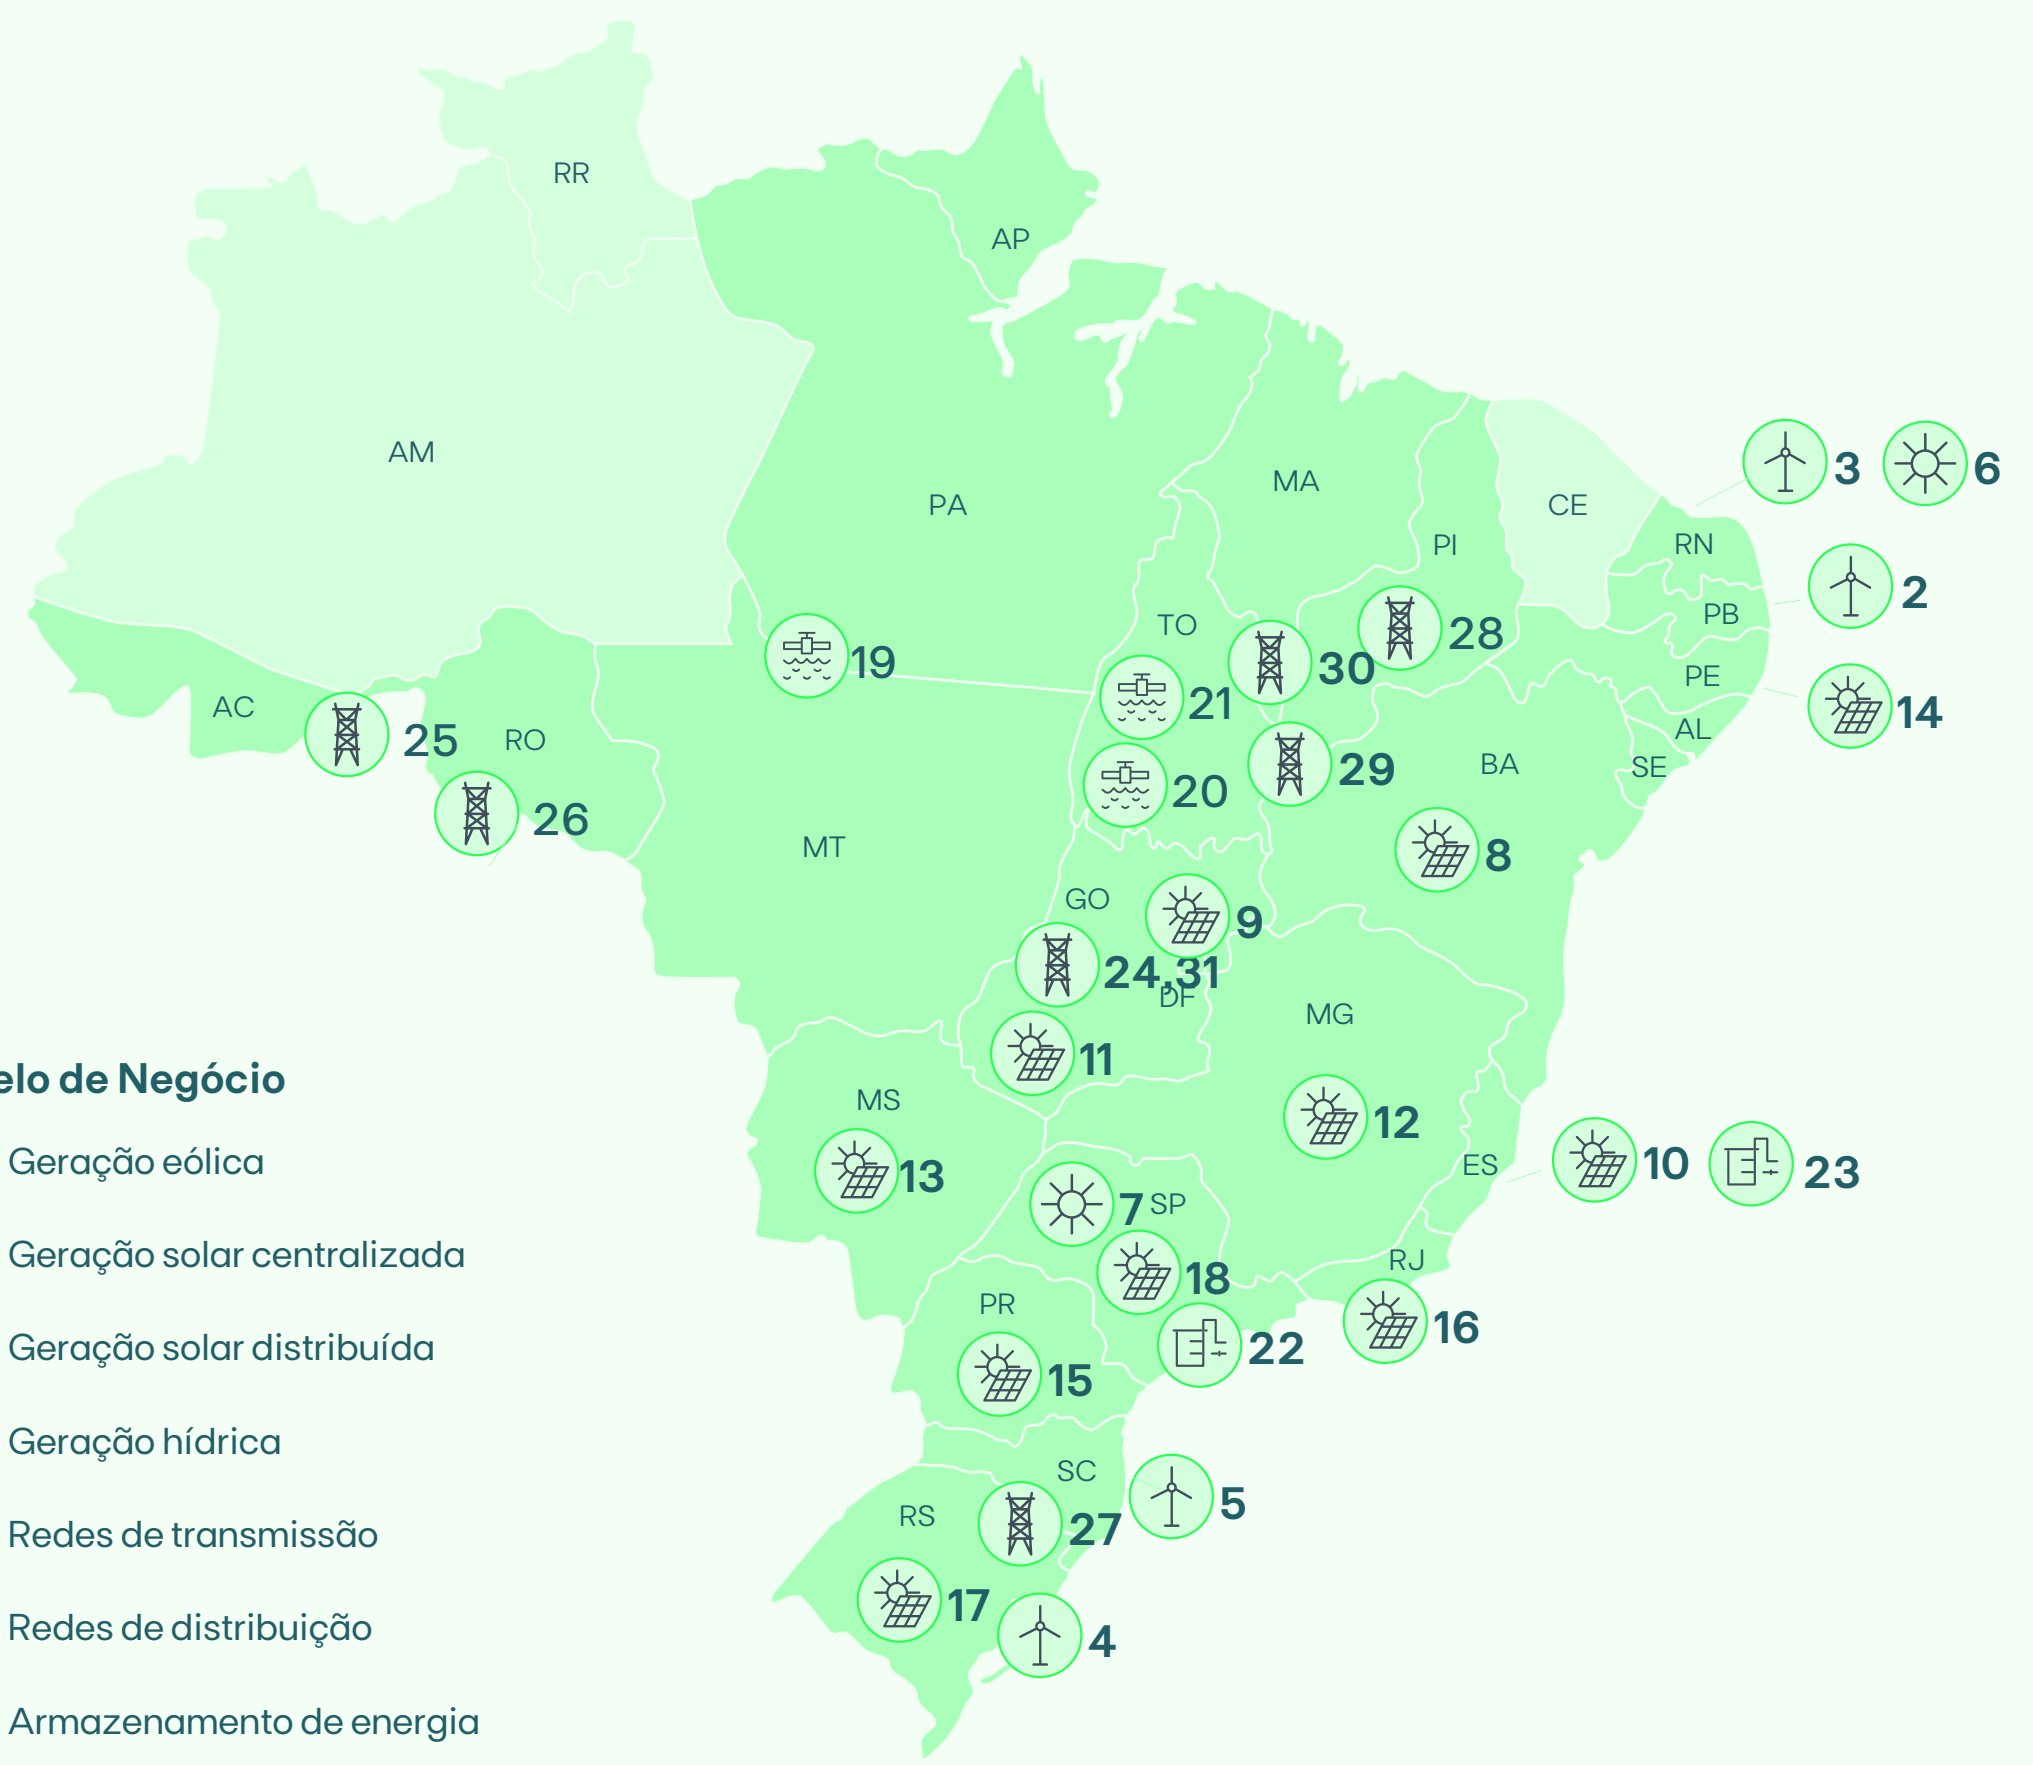 RR
AP
AM
PA
MA
CE
3
6
PI
RN
2
PB
TO
28
19
30
PE
21
14
AC
25
RO
AL
29
BA
SE
20
26
MT
8
GO
9
24,31
DF
MG
11
elo de Negócio
MS
12
Geração eólica
13
ES
10
23
7
SP
Geração solar centralizada
18
RJ
PR
16
Geração solar distribuída
22
15
Geração hídrica
SC
5
RS
27
Redes de transmissão
17
Redes de distribuição
4
Armazenamento de energia